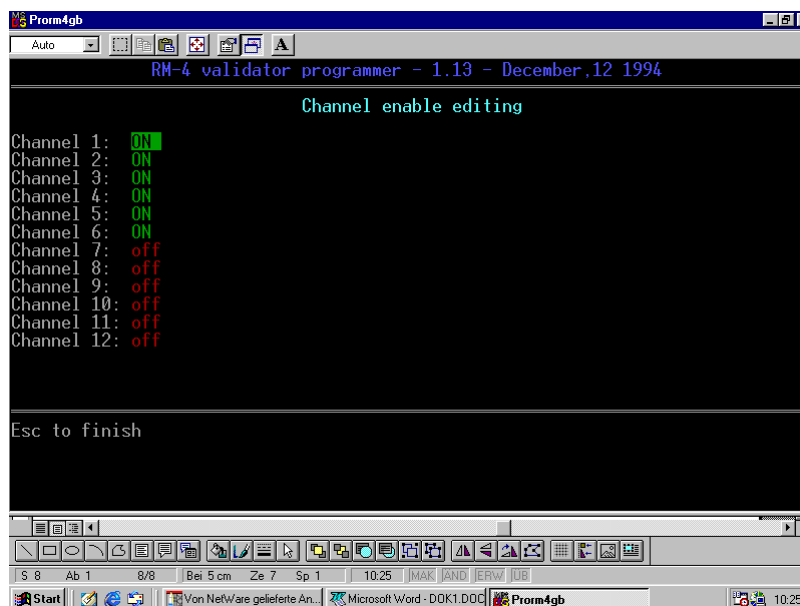 Prorm4gb
Auto
A
RM-4 validator programmer - 1.13 - December,12 1994
Channel enable editing
Channel 1: ON
Channel 2: ON
Channel 3: ON
Channel 4: ON
Channel 5: ON
Channel 6: ON
Channel 7: off
Channel 8: off
Channel 9: off
Channel 10: off
Channel 11: off
Channel 12: off
Esc to finish
S 8 Ab 1 8/8 Bei 5 cm Ze 7 Sp 1 10:25 MAK ÄND ERW ÜB
Start Von NetWare gelieferte An... Microsoft Word - DOK1.DOC Prorm4gb 10:25